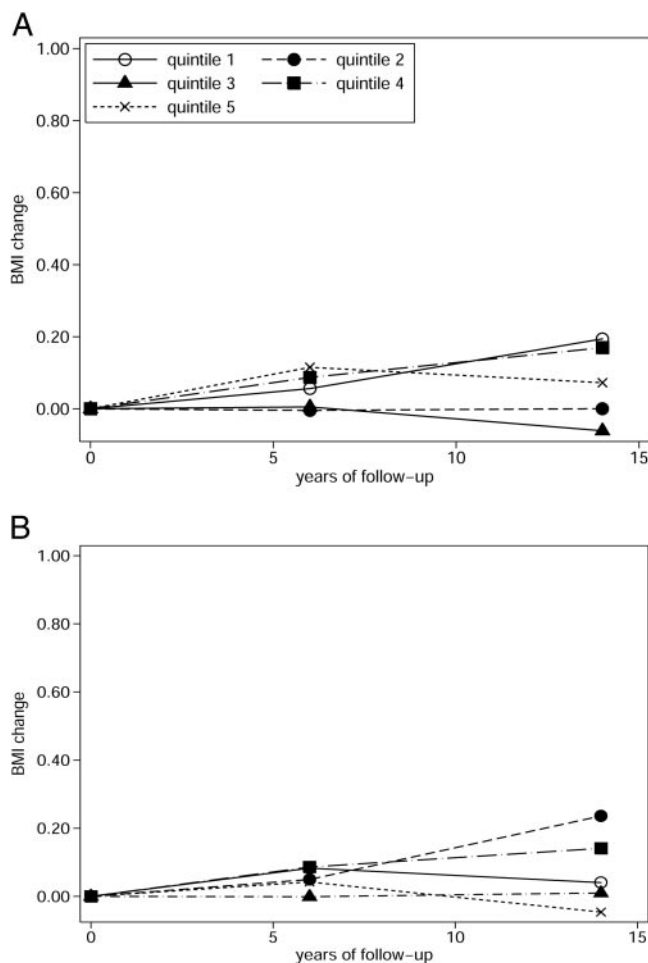 A
1.00
quintile 1 quintile 2
quintile 3 quintile 4
quintile 5
0.80
0.60
BMI change
0.40
0.20
0.00
0 5 10 15
years of follow-up
B
1.00
0.80
0.60
BMI change
0.40
0.20
0.00
0 5 10 15
years of follow-up